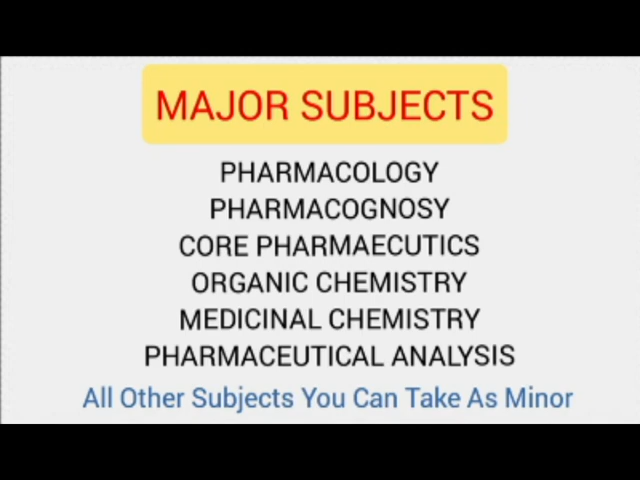 MAJOR SUBJECTS
PHARMACOLOGY
PHARMACOGNOSY
CORE PHARMAECUTICS
ORGANIC CHEMISTRY
MEDICINAL CHEMISTRY
PHARMACEUTICAL ANALYSIS
All Other Subjects You Can Take As Minor